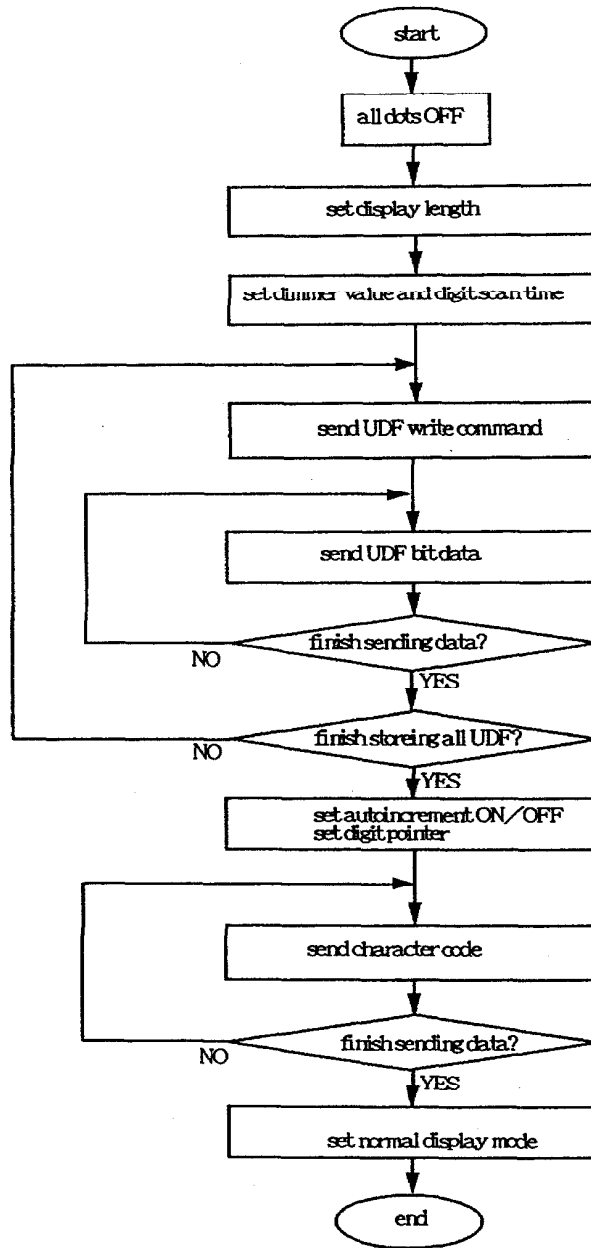 start
all dots OFF
set display length
set dimmer value and digit scan time
send UDF write command
send UDF bit data
finish sending data?
NO
YES
finish storeing all UDF?
NO
YES
set autoincrement ON/OFF
set digit pointer
send character code
finish sending data?
NO
YES
set normal display mode
end